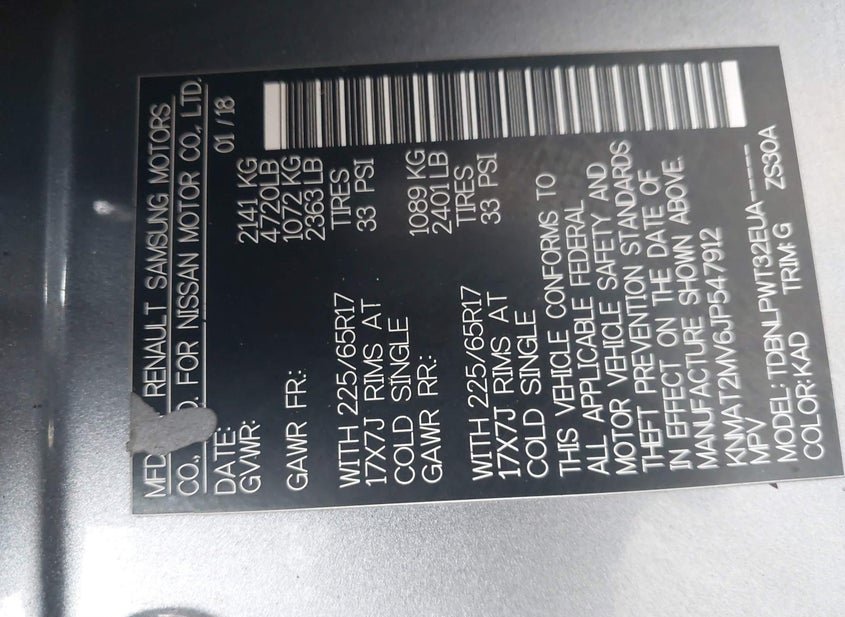 MFD. RENAULT SAMSUNG MOTORS
CO., FOR NISSAN MOTOR CO., LTD.
DATE: 01 / 18
GVWR: 2141 KG
4720LB
GAWR FR.: 1072 KG
2363 LB
WITH 225/65R17 TIRES
17X7J RIMS AT 33 PSI
COLD SINGLE
GAWR RR.: 1089 KG
2401 LB
WITH 225/65R17 TIRES
17X7J RIMS AT 33 PSI
COLD SINGLE
THIS VEHICLE CONFORMS TO
ALL APPLICABLE FEDERAL
MOTOR VEHICLE SAFETY AND
THEFT PREVENTION STANDARDS
IN EFFECT ON THE DATE OF
MANUFACTURE SHOWN ABOVE.
KNMAT2MV6JP547912
MPV
MODEL: TDBNLPWT32EUA-----
COLOR: KAD TRIM: G ZS30A